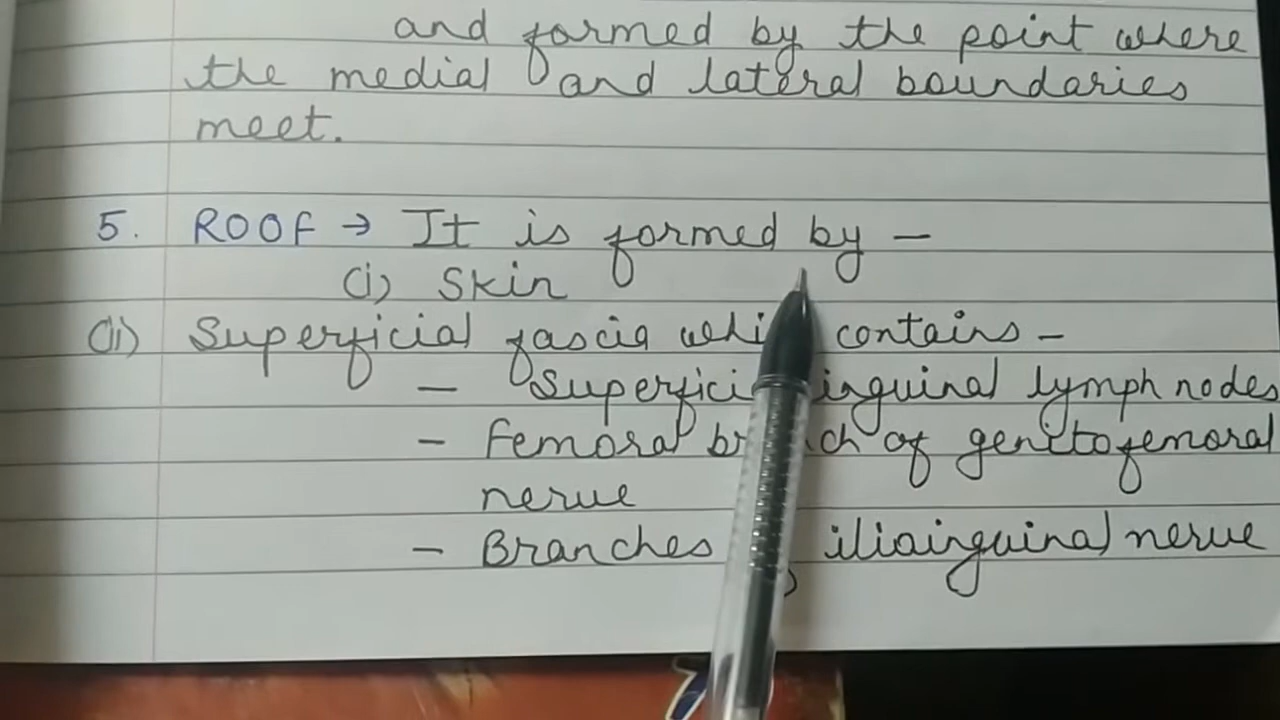 and formed by the point where
the medial and lateral boundaries
meet.
5. ROOF → It is formed by –
(i) Skin
(ii) Superficial fascia contains –
– inguinal lymph nodes
– Femoral of genitofemoral
nerve
– Branches ilioinguinal nerve